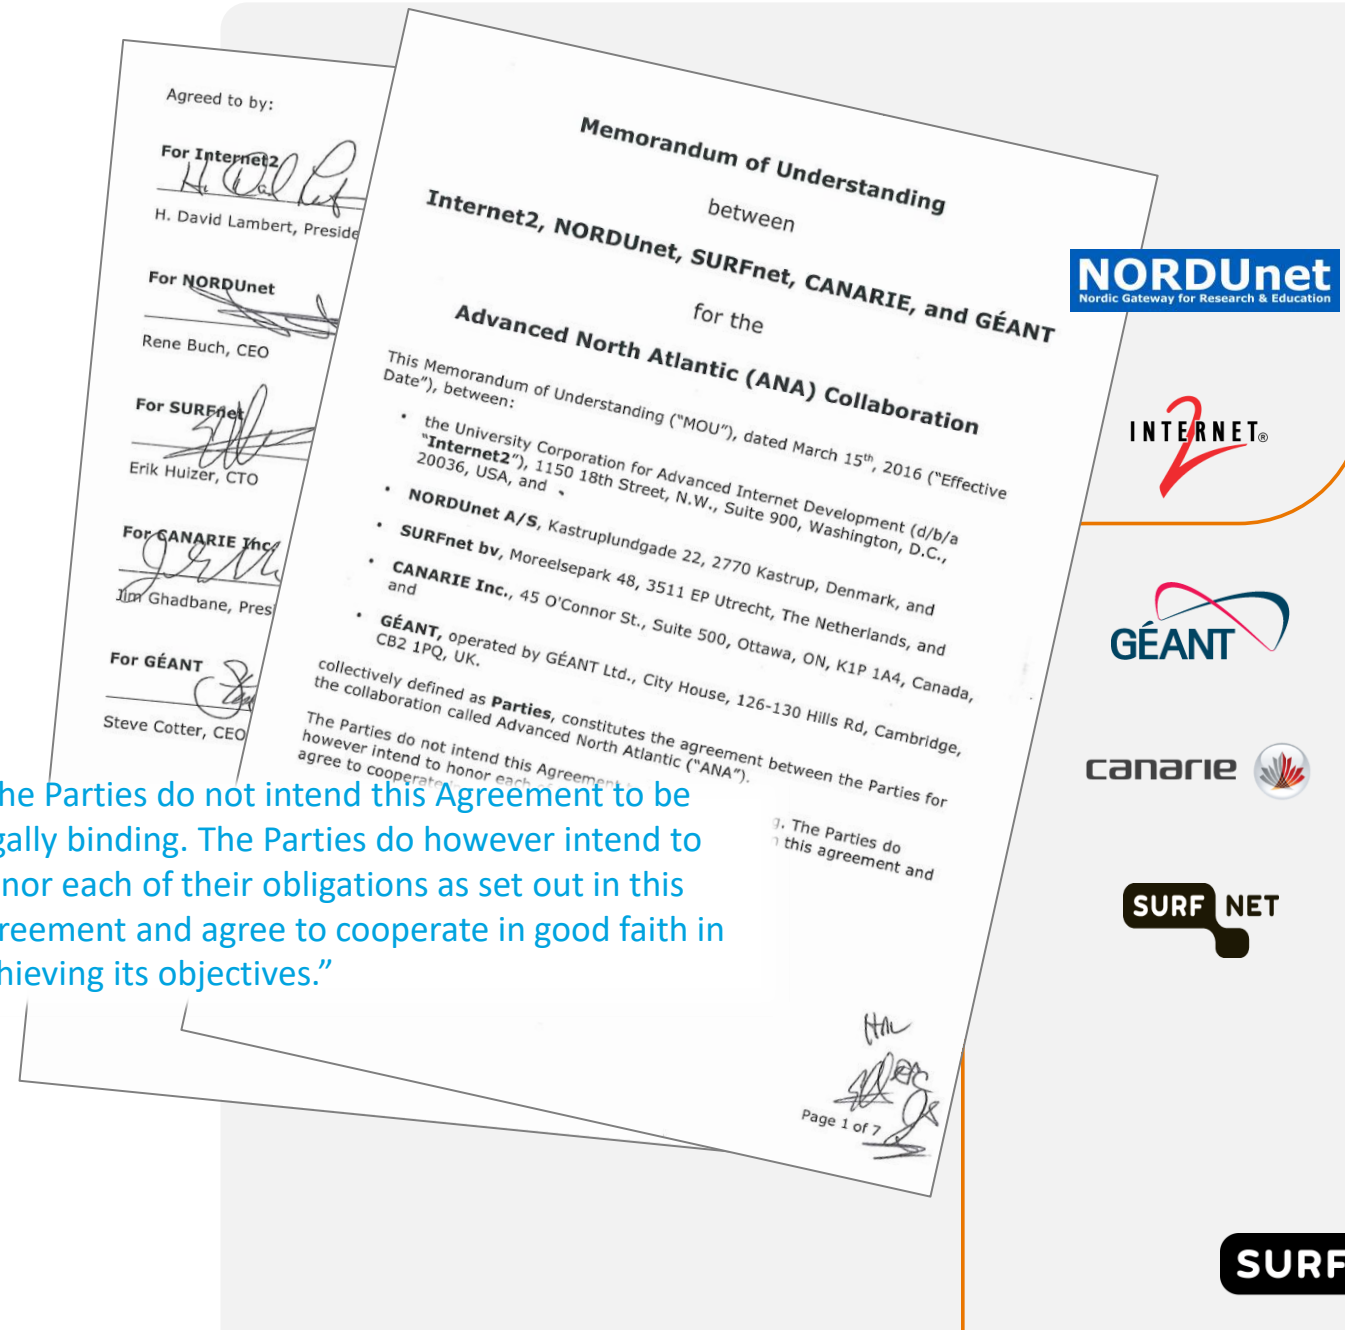 Agreed to by:
For Internet2
H. David Lambert, Preside
For NORDUnet
Rene Buch, CEO
For SURFnet
Erik Huizer, CTO
For CANARIE Inc
Jim Ghadbane, Pres
For GÉANT
Steve Cotter, CEO
Memorandum of Understanding
between
Internet2, NORDUnet, SURFnet, CANARIE, and GÉANT
for the
Advanced North Atlantic (ANA) Collaboration
This Memorandum of Understanding (“MOU”), dated March 15th, 2016 (“Effective
Date”), between:
• the University Corporation for Advanced Internet Development (d/b/a
“Internet2”), 1150 18th Street, N.W., Suite 900, Washington, D.C.,
20036, USA, and
• NORDUnet A/S, Kastruplundgade 22, 2770 Kastrup, Denmark, and
• SURFnet bv, Moreelsepark 48, 3511 EP Utrecht, The Netherlands, and
• CANARIE Inc., 45 O'Connor St., Suite 500, Ottawa, ON, K1P 1A4, Canada,
and
• GÉANT, operated by GÉANT Ltd., City House, 126-130 Hills Rd, Cambridge,
CB2 1PQ, UK.
collectively defined as Parties, constitutes the agreement between the Parties for
the collaboration called Advanced North Atlantic (“ANA”).
The Parties do not intend this Agreement
g. The Parties do
however intend to honor each
this agreement and
agree to cooperate
he Parties do not intend this Agreement to be
gally binding. The Parties do however intend to
nor each of their obligations as set out in this
reement and agree to cooperate in good faith in
hieving its objectives.”
Page 1 of 7
NORDUnet
Nordic Gateway for Research & Education
INTERNET2®
GÉANT
canarie
SURF NET
SURF